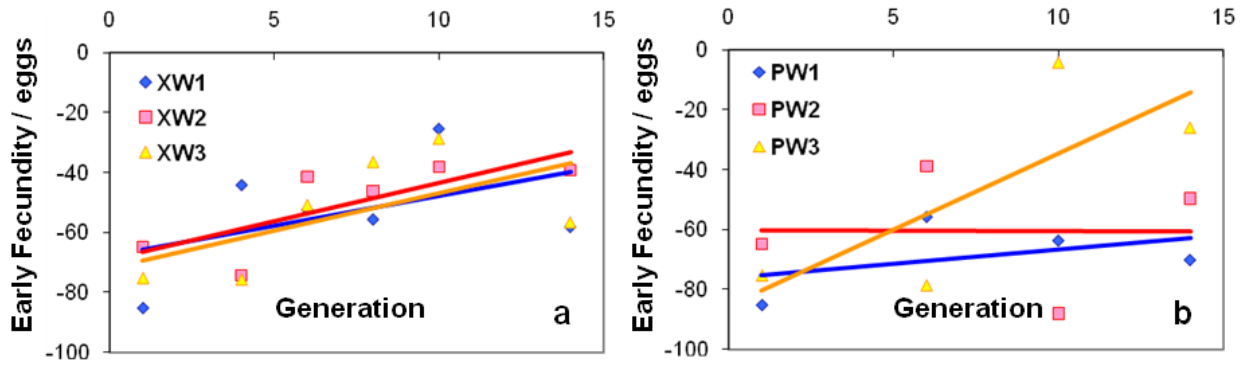 0 5 10 15
0
-20
-40
-60
-80
-100
Early Fecundity / eggs
XW1
XW2
XW3
Generation
a
0 5 10 15
0
-20
-40
-60
-80
-100
Early Fecundity / eggs
PW1
PW2
PW3
Generation
b